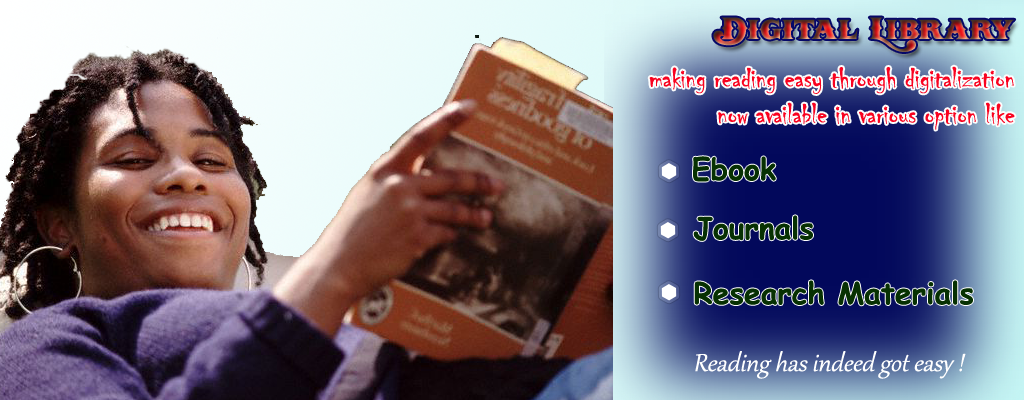 Digital Library
making reading easy through digitalization
now available in various option like
Ebook
Journals
Research Materials
Reading has indeed got easy !